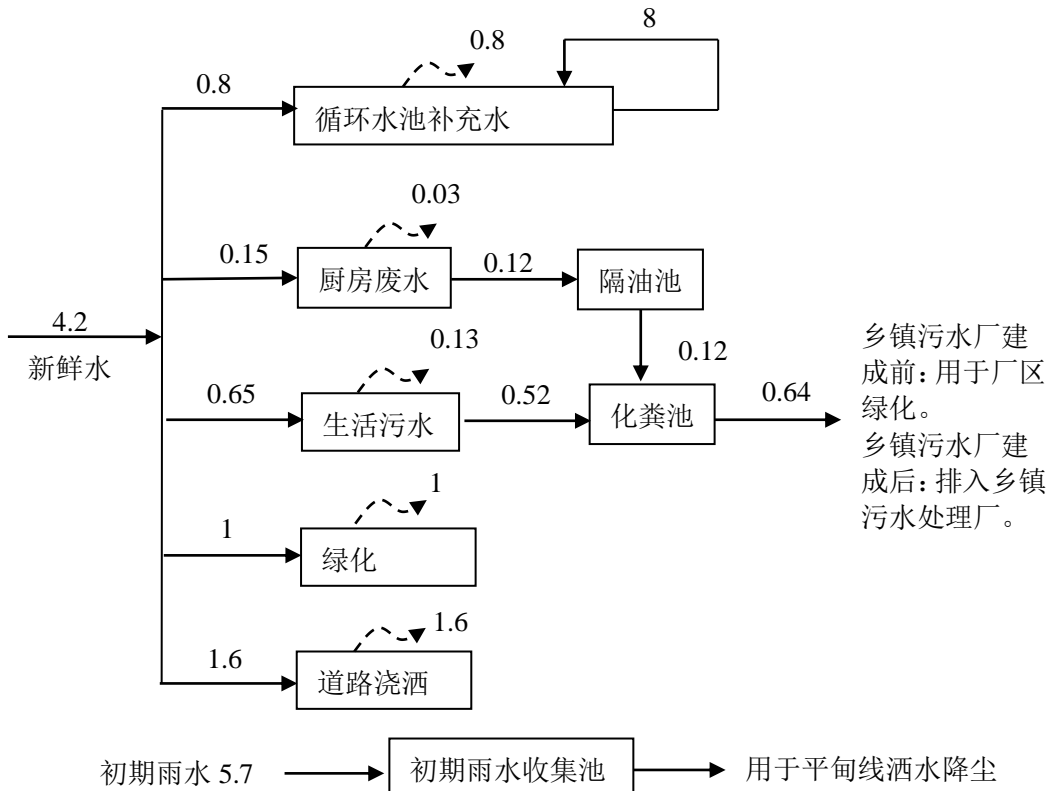 8
0.8
0.8
循环水池补充水
0.03
0.15
厨房废水
0.12
隔油池
4.2
新鲜水
0.13
0.12
0.65
生活污水
0.52
化粪池
0.64
乡镇污水厂建
成前：用于厂区
绿化。
乡镇污水厂建
成后：排入乡镇
污水处理厂。
1
1
绿化
1.6
1.6
道路浇洒
初期雨水 5.7
初期雨水收集池
用于平甸线洒水降尘